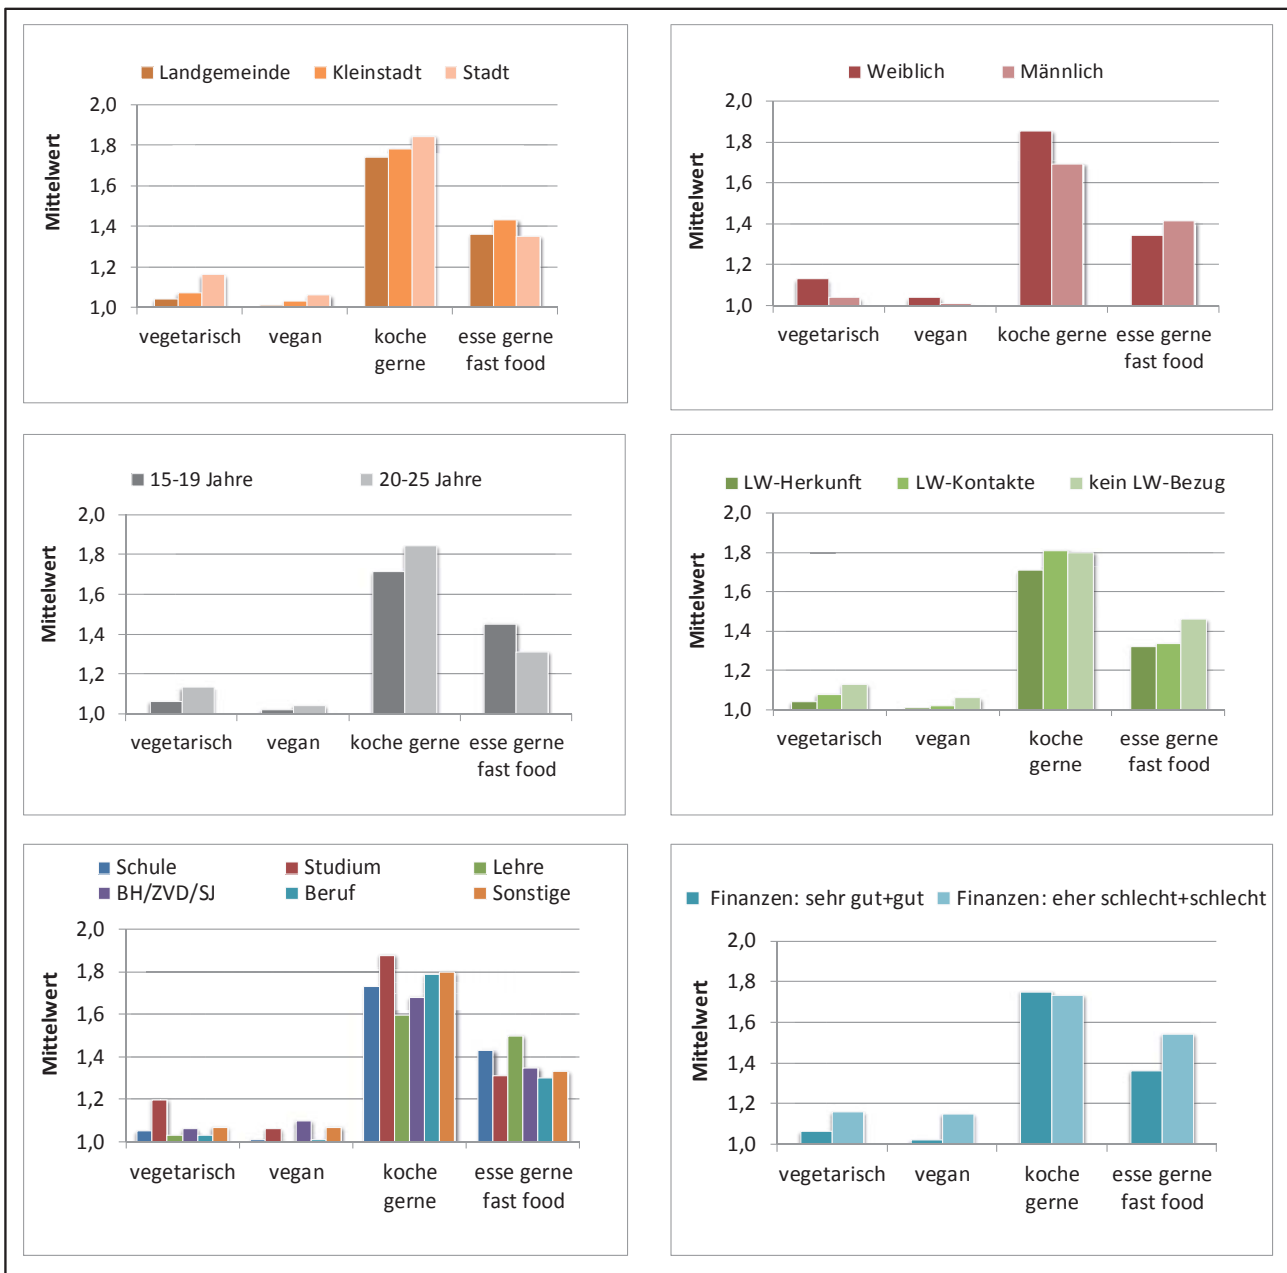 Landgemeinde Kleinstadt Stadt
Mittelwert
2,0
1,8
1,6
1,4
1,2
1,0
vegetarisch vegan koche esse gerne
gerne fast food
Weiblich Männlich
Mittelwert
2,0
1,8
1,6
1,4
1,2
1,0
vegetarisch vegan koche gerne esse gerne
fast food
15-19 Jahre 20-25 Jahre
Mittelwert
2,0
1,8
1,6
1,4
1,2
1,0
vegetarisch vegan koche gerne esse gerne
fast food
LW-Herkunft LW-Kontakte kein LW-Bezug
Mittelwert
2,0
1,8
1,6
1,4
1,2
1,0
vegetarisch vegan koche esse gerne
gerne fast food
Schule Studium Lehre
BH/ZVD/SJ Beruf Sonstige
Mittelwert
2,0
1,8
1,6
1,4
1,2
1,0
vegetarisch vegan koche esse gerne
gerne fast food
Finanzen: sehr gut+gut Finanzen: eher schlecht+schlecht
Mittelwert
2,0
1,8
1,6
1,4
1,2
1,0
vegetarisch vegan koche esse gerne
gerne fast food